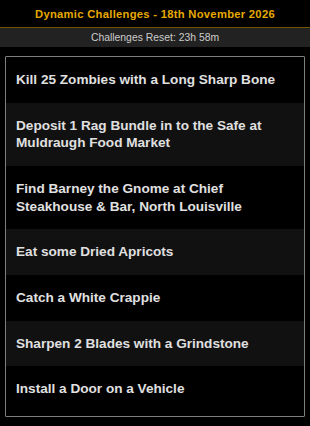 Dynamic Challenges - 18th November 2026
Challenges Reset: 23h 58m
Kill 25 Zombies with a Long Sharp Bone
Deposit 1 Rag Bundle in to the Safe at
Muldraugh Food Market
Find Barney the Gnome at Chief
Steakhouse & Bar, North Louisville
Eat some Dried Apricots
Catch a White Crappie
Sharpen 2 Blades with a Grindstone
Install a Door on a Vehicle